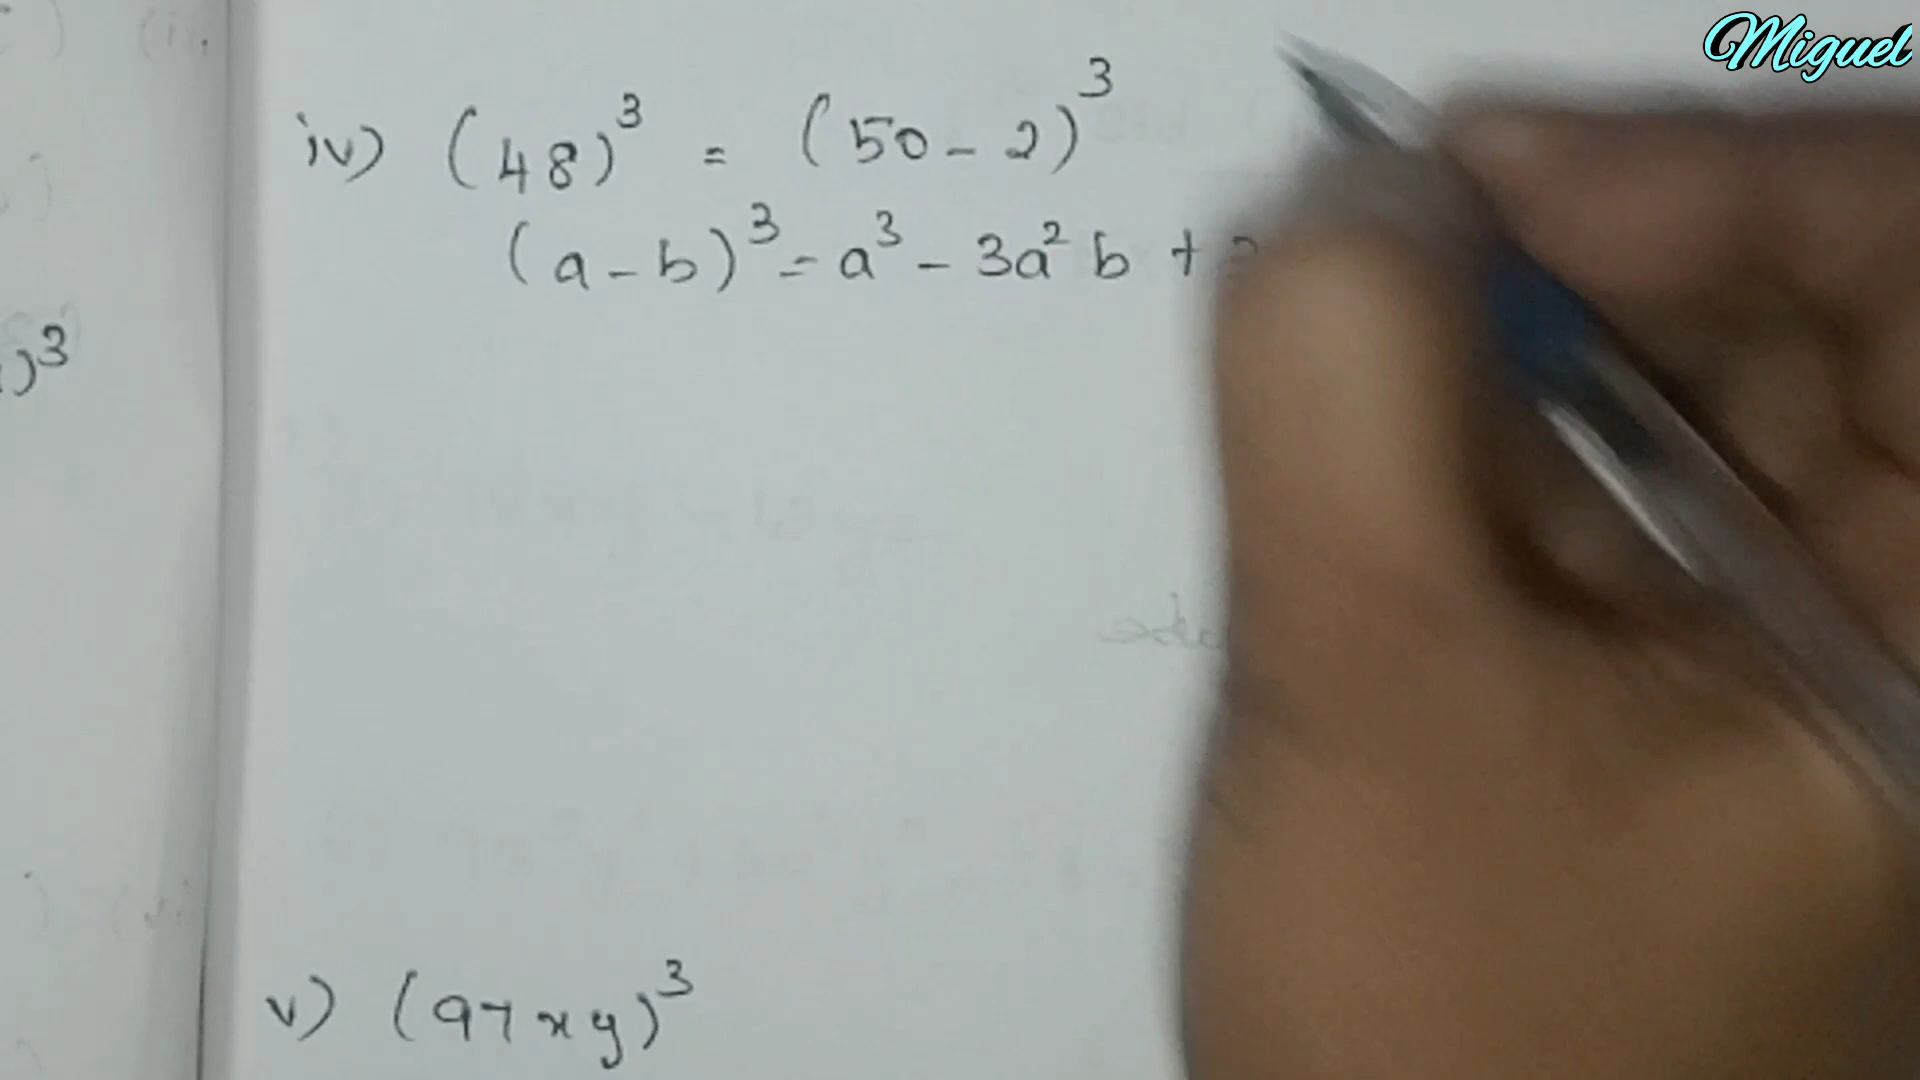 Miguel
iv) (48)³ = (50-2)³
(a-b)³ = a³ - 3a²b +
)³
v) (97xy)³